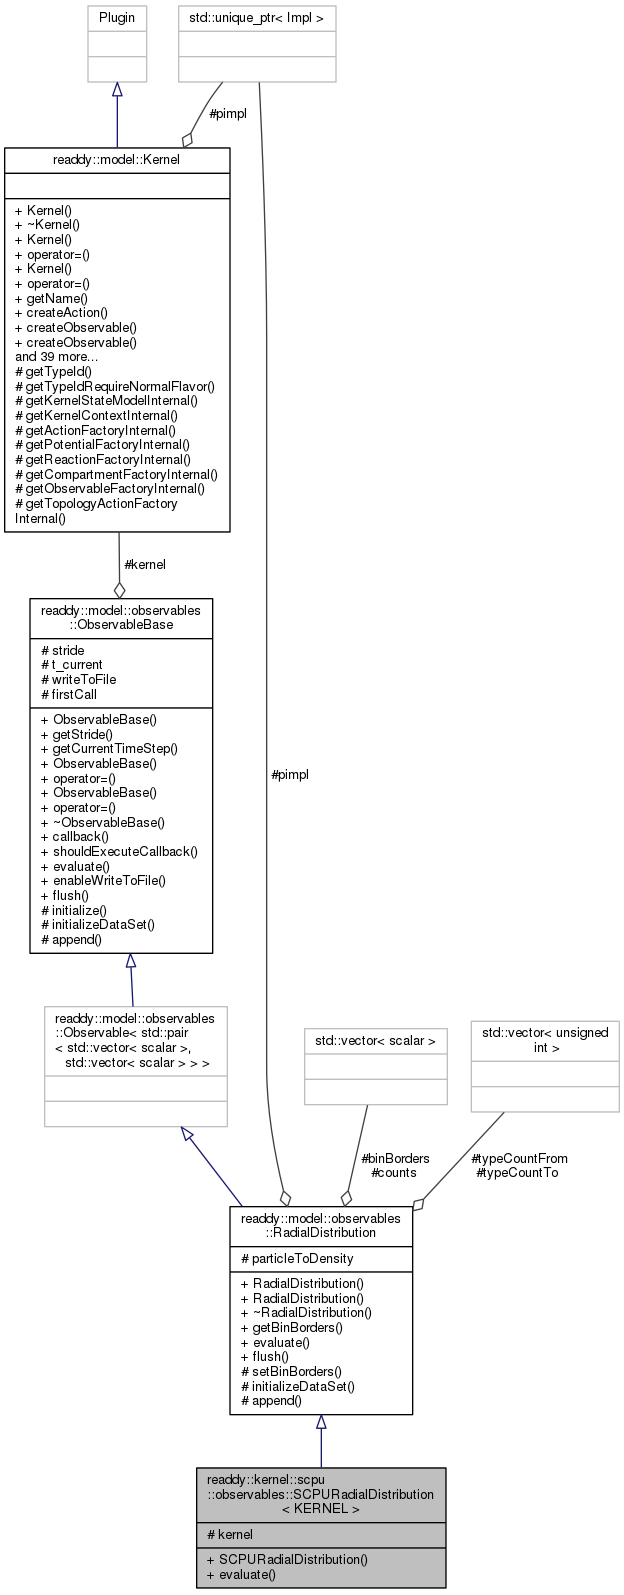 Plugin
std::unique_ptr< Impl >
#pimpl
readdy::model::Kernel
+ Kernel()
+ ~Kernel()
+ Kernel()
+ operator=()
+ Kernel()
+ operator=()
+ getName()
+ createAction()
+ createObservable()
+ createObservable()
and 39 more...
# getTypeId()
# getTypeIdRequireNormalFlavor()
# getKernelStateModelInternal()
# getKernelContextInternal()
# getActionFactoryInternal()
# getPotentialFactoryInternal()
# getReactionFactoryInternal()
# getCompartmentFactoryInternal()
# getObservableFactoryInternal()
# getTopologyActionFactory
Internal()
#kernel
readdy::model::observables
::ObservableBase
# stride
# t_current
# writeToFile
# firstCall
+ ObservableBase()
+ getStride()
+ getCurrentTimeStep()
+ ObservableBase()
+ operator=()
+ ObservableBase()
+ operator=()
+ ~ObservableBase()
+ callback()
+ shouldExecuteCallback()
+ evaluate()
+ enableWriteToFile()
+ flush()
# initialize()
# initializeDataSet()
# append()
#pimpl
readdy::model::observables
::Observable< std::pair
< std::vector< scalar >,
std::vector< scalar > > >
std::vector< scalar >
std::vector< unsigned
int >
#binBorders
#counts
#typeCountFrom
#typeCountTo
readdy::model::observables
::RadialDistribution
# particleToDensity
+ RadialDistribution()
+ RadialDistribution()
+ ~RadialDistribution()
+ getBinBorders()
+ evaluate()
+ flush()
# setBinBorders()
# initializeDataSet()
# append()
readdy::kernel::scpu
::observables::SCPURadialDistribution
< KERNEL >
# kernel
+ SCPURadialDistribution()
+ evaluate()